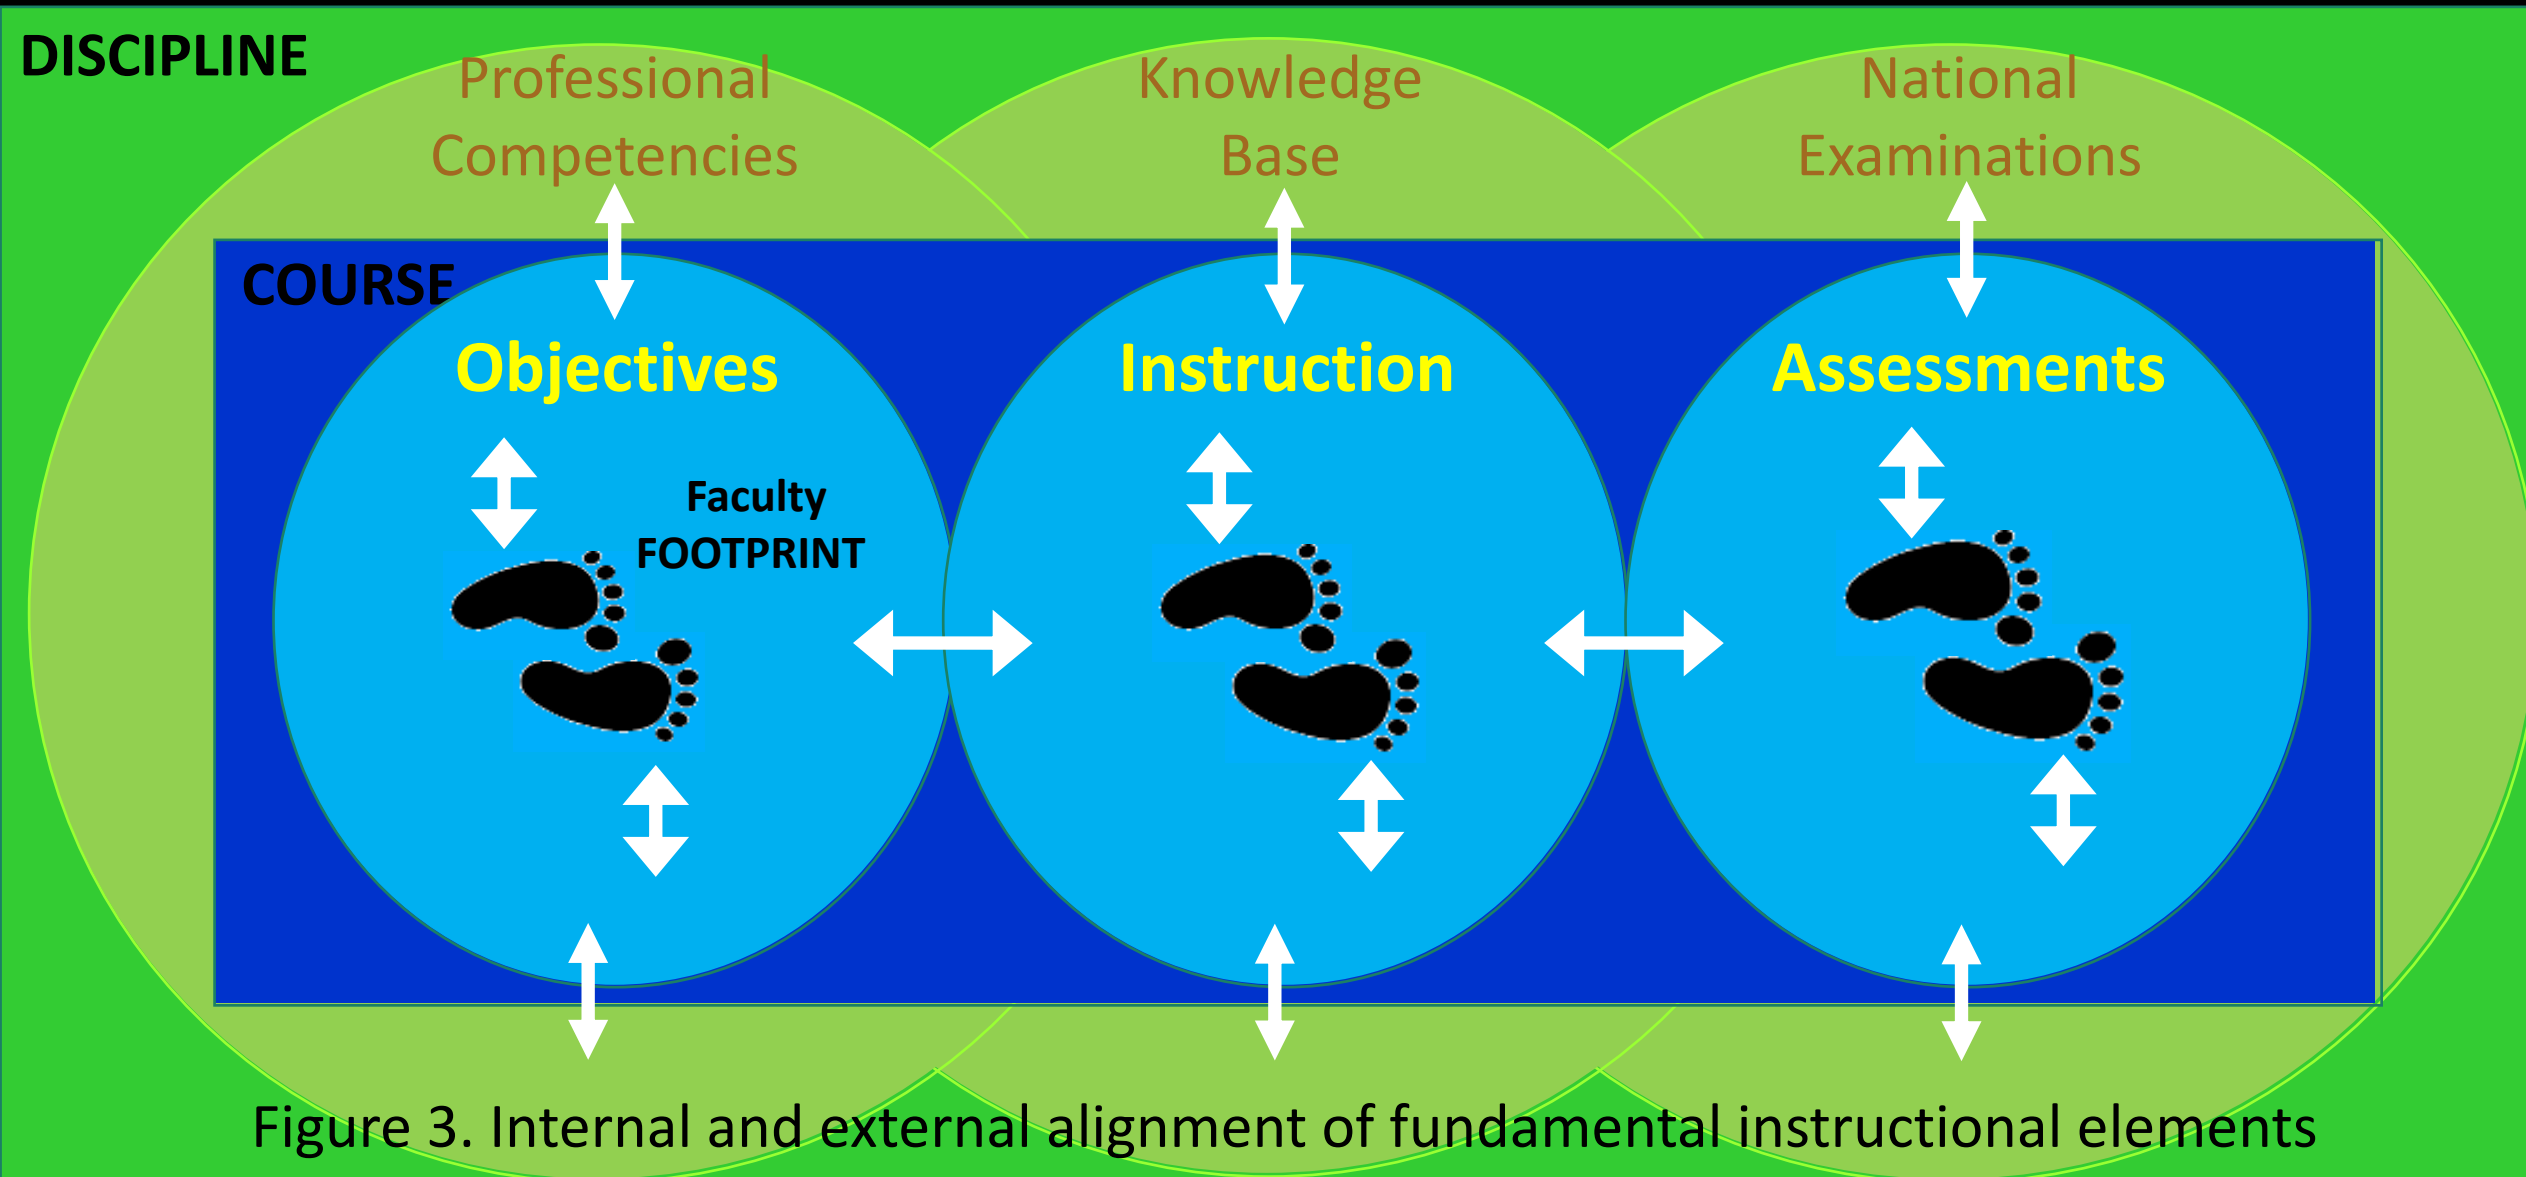 DISCIPLINE
Professional
Competencies
Knowledge
Base
National
Examinations
COURSE
Objectives
Instruction
Assessments
Faculty
FOOTPRINT
Figure 3. Internal and external alignment of fundamental instructional elements